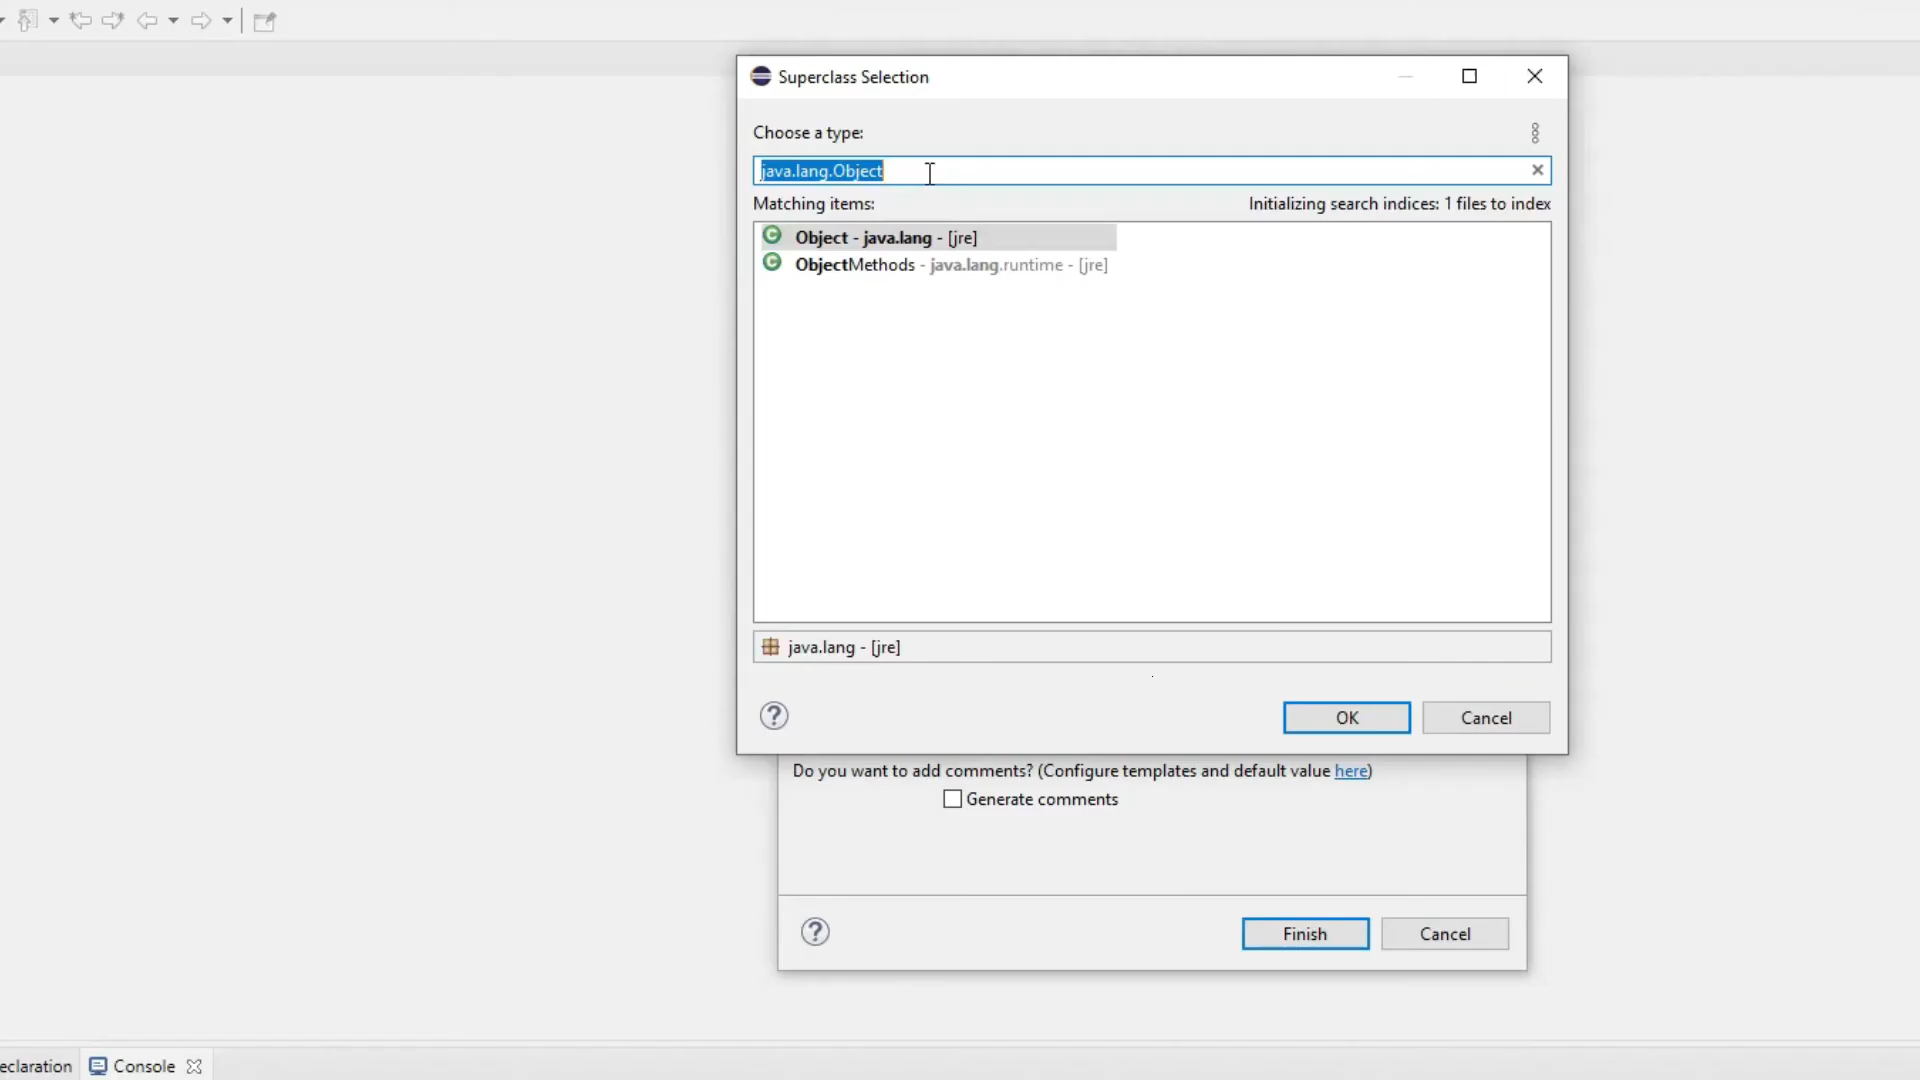 Superclass Selection
Choose a type:
java.lang.Object
Matching items:
Initializing search indices: 1 files to index
Object - java.lang - [jre]
ObjectMethods - java.lang.runtime - [jre]
java.lang - [jre]
OK
Cancel
Do you want to add comments? (Configure templates and default value here)
Generate comments
Finish
Cancel
eclaration
Console